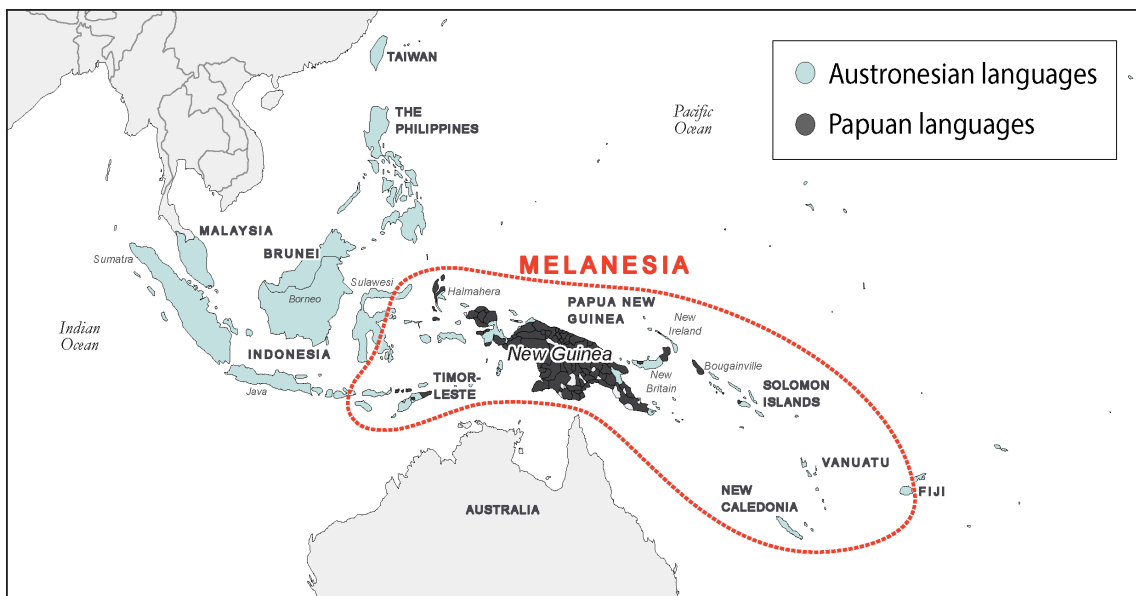 TAIWAN
Austronesian languages
Papuan languages
THE
PHILIPPINES
Pacific
Ocean
MALAYSIA
BRUNEI
Sumatra
Borneo
Sulawesi
MELANESIA
Halmahera
PAPUA NEW
GUINEA
New
Ireland
Indian
Ocean
INDONESIA
New Guinea
Bougainville
New
Britain
TIMOR-
LESTE
SOLOMON
ISLANDS
Java
VANUATU
FIJI
NEW
CALEDONIA
AUSTRALIA